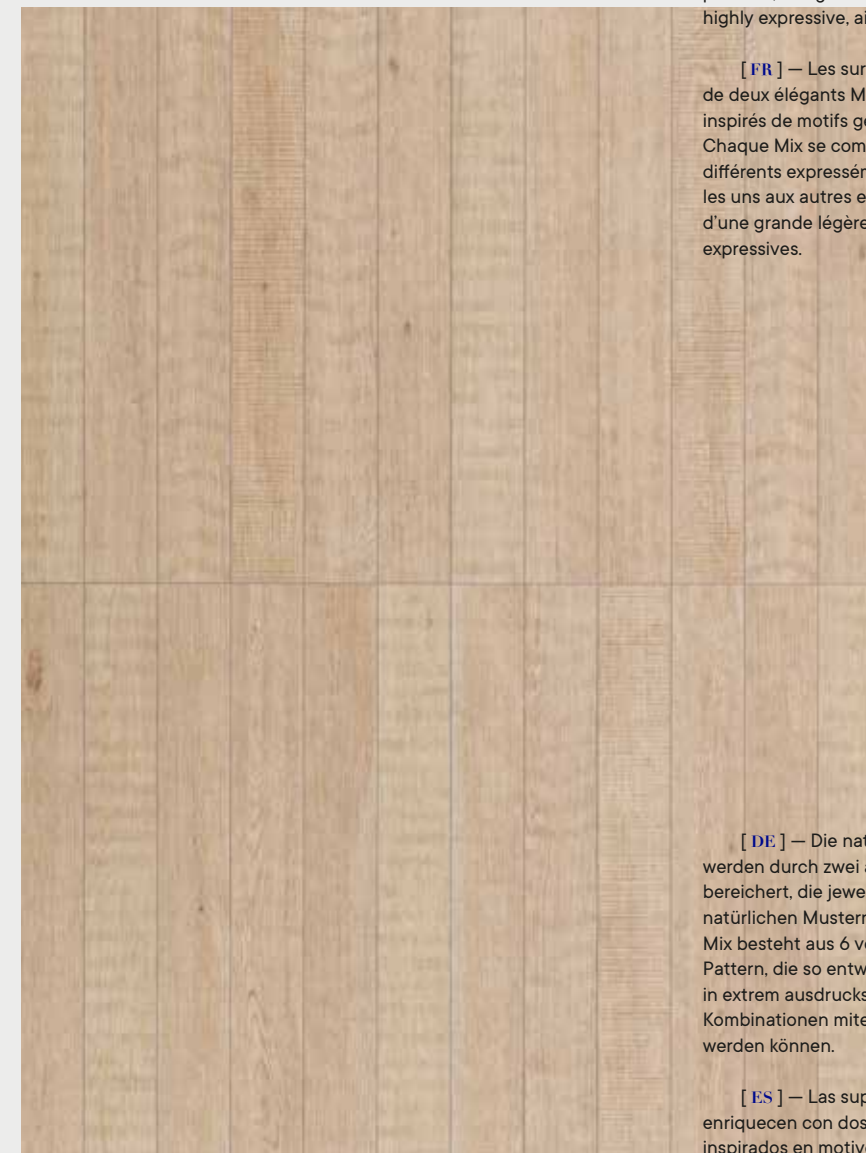 highly expressive, ai
[ FR ] — Les sur
de deux élégants M
inspirés de motifs g
Chaque Mix se com
différents expressé
les uns aux autres e
d'une grande légère
expressives.
[ DE ] — Die nat
werden durch zwei
bereichert, die jewe
natürlichen Muster
Mix besteht aus 6 v
Pattern, die so entw
in extrem ausdrucks
Kombinationen mite
werden können.
[ ES ] — Las sup
enriquecen con dos
inspirados en motiv